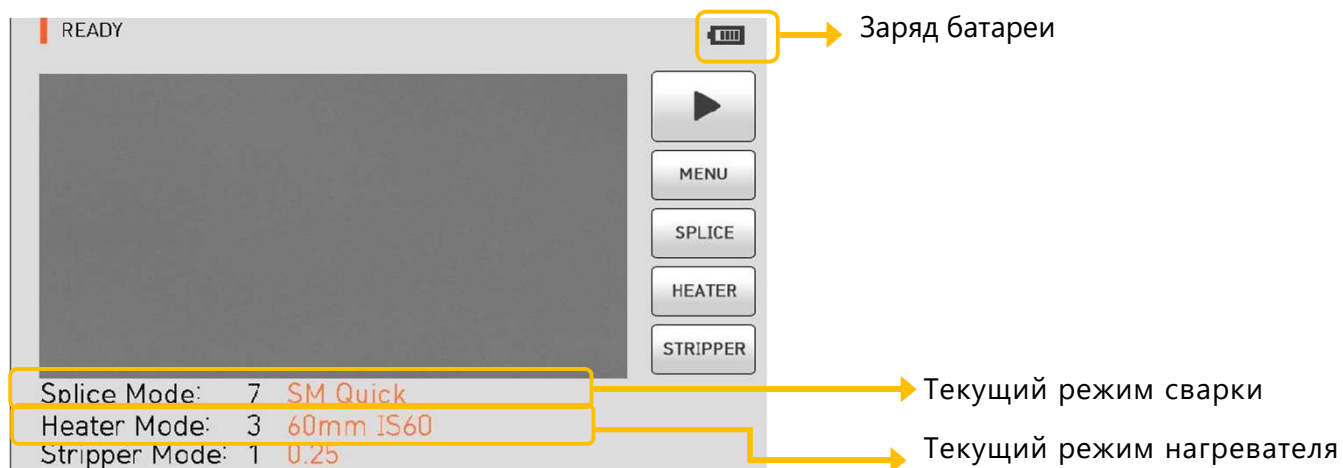 READY
Заряд батареи
MENU
SPLICE
HEATER
STRIPPER
Splice Mode: 7 SM Quick
Текущий режим сварки
Heater Mode: 3 60mm IS60
Stripper Mode: 1 0.25
Текущий режим нагревателя